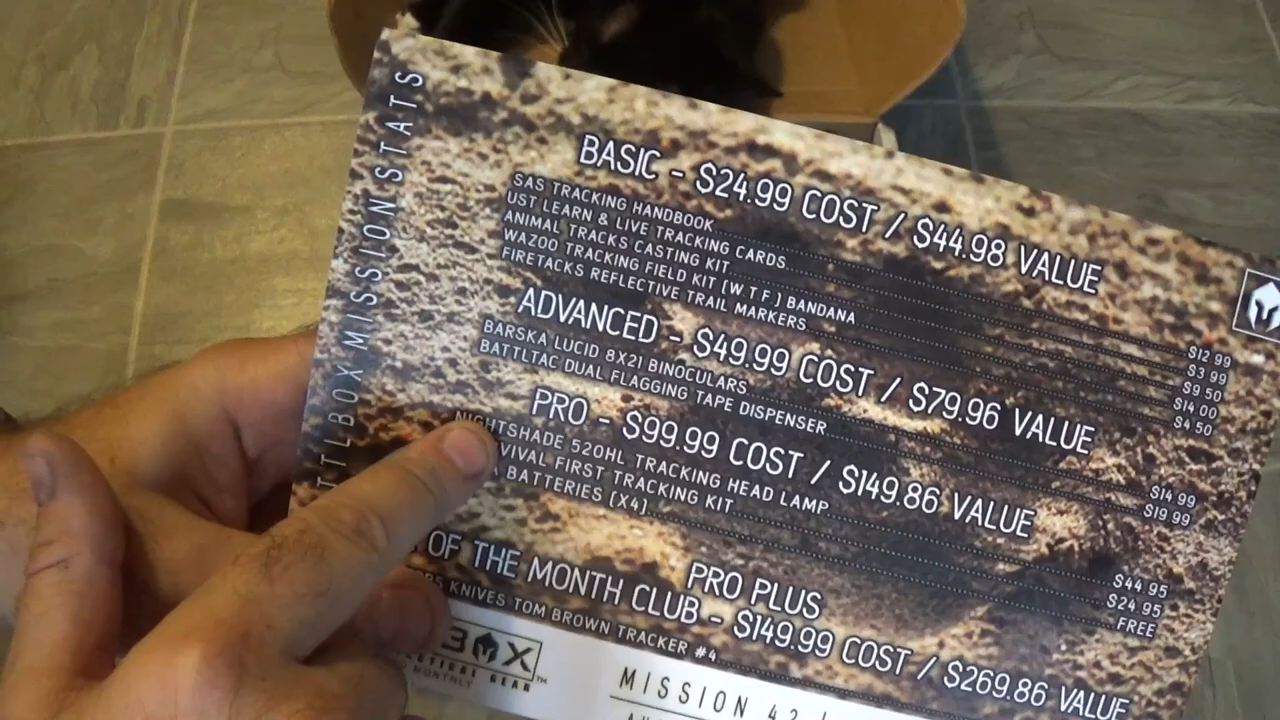 BATTLBOX MISSION STATS
BASIC - $24.99 COST / $44.98 VALUE
SAS TRACKING HANDBOOK $12.99
UST LEARN & LIVE TRACKING CARDS $3.99
ANIMAL TRACKS CASTING KIT $9.50
WAZOO TRACKING FIELD KIT [W.T.F.] BANDANA $14.00
FIRETACKS REFLECTIVE TRAIL MARKERS $4.50
ADVANCED - $49.99 COST / $79.96 VALUE
BARSKA LUCID 8X21 BINOCULARS $14.99
BATTLTAC DUAL FLAGGING TAPE DISPENSER $19.99
PRO - $99.99 COST / $149.86 VALUE
NIGHTSHADE 520HL TRACKING HEAD LAMP $44.95
VIVAL FIRST TRACKING KIT $24.95
BATTERIES [X4] FREE
PRO PLUS
OF THE MONTH CLUB - $149.99 COST / $269.86 VALUE
KNIVES TOM BROWN TRACKER #4
BOX
TICAL GEAR
MONTHLY
MISSION 42